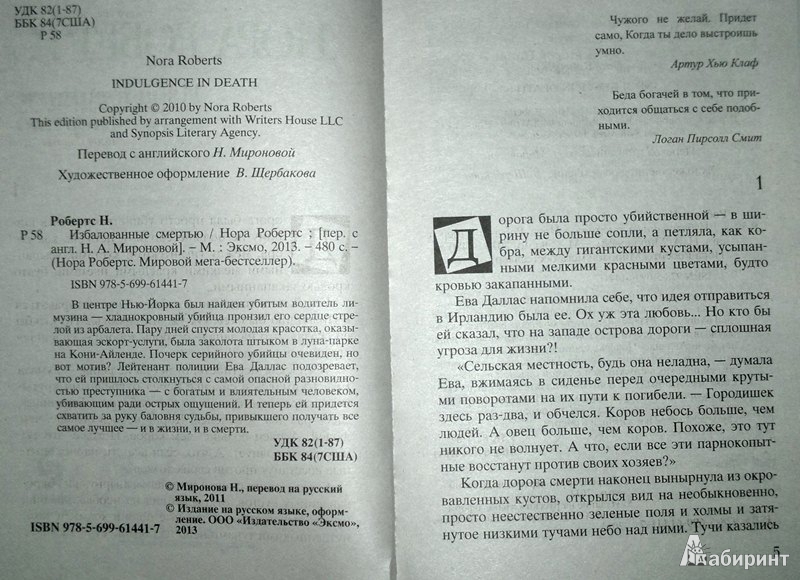 УДК 82(1-87)
ББК 84(7США)
Р 58
Nora Roberts
INDULGENCE IN DEATH
Copyright © 2010 by Nora Roberts
This edition published by arrangement with Writers House LLC
and Synopsis Literary Agency.
Перевод с английского Н. Мироновой
Художественное оформление В. Щербакова
Робертс Н.
Р 58 Избалованные смертью / Нора Робертс ; [пер. с
англ. Н. А. Мироновой]. – М. : Эксмо, 2013. – 480 с. –
(Нора Робертс. Мировой мега-бестселлер).
ISBN 978-5-699-61441-7
В центре Нью-Йорка был найден убитым водитель ли-
музина — хладнокровный убийца пронзил его сердце стре-
лой из арбалета. Пару дней спустя молодая красотка, оказы-
вающая эскорт-услуги, была заколота штыком в луна-парке
на Кони-Айленде. Почерк серийного убийцы очевиден, но
вот мотив? Лейтенант полиции Ева Даллас подозревает,
что ей пришлось столкнуться с самой опасной разновидно-
стью преступника — с богатым и влиятельным человеком,
убивающим ради острых ощущений. И теперь ей придется
схватить за руку баловня судьбы, привыкшего получать все
самое лучшее — и в жизни, и в смерти.
УДК 82(1-87)
ББК 84(7США)
© Миронова Н., перевод на русский
язык, 2011
© Издание на русском языке, оформ-
ление. ООО «Издательство «Эксмо»,
2013
ISBN 978-5-699-61441-7
Чужого не желай. Придет
само, Когда ты дело выстроишь
умно.
Артур Хью Клаф
Беда богачей в том, что при-
ходится общаться с себе подоб-
ными.
Логан Пирсолл Смит
1
Дорога была просто убийственной – в ши-
рину не больше сопли, а петляла, как ко-
бра, между гигантскими кустами, усыпан-
ными мелкими красными цветами, будто
кровью закапанными.
Ева Даллас напомнила себе, что идея отправиться
в Ирландию была ее. Ох уж эта любовь... Но кто бы
ей сказал, что на западе острова дороги – сплошная
угроза для жизни?!
«Сельская местность, будь она неладна, – думала
Ева, вжимаясь в сиденье перед очередными круты-
ми поворотами на их пути к погибели. – Городишек
здесь раз-два, и обчелся. Коров небось больше, чем
людей. А овец больше, чем коров. Похоже, это тут
никого не волнует. А что, если все эти парнокопыт-
ные восстанут против своих хозяев?»
Когда дорога смерти наконец вынырнула из окро-
вавленных кустов, открылся вид на необыкновенно,
просто неестественно зеленые поля и холмы и затя-
нутое низкими тучами небо над ними. Тучи казались
5
Лабиринт